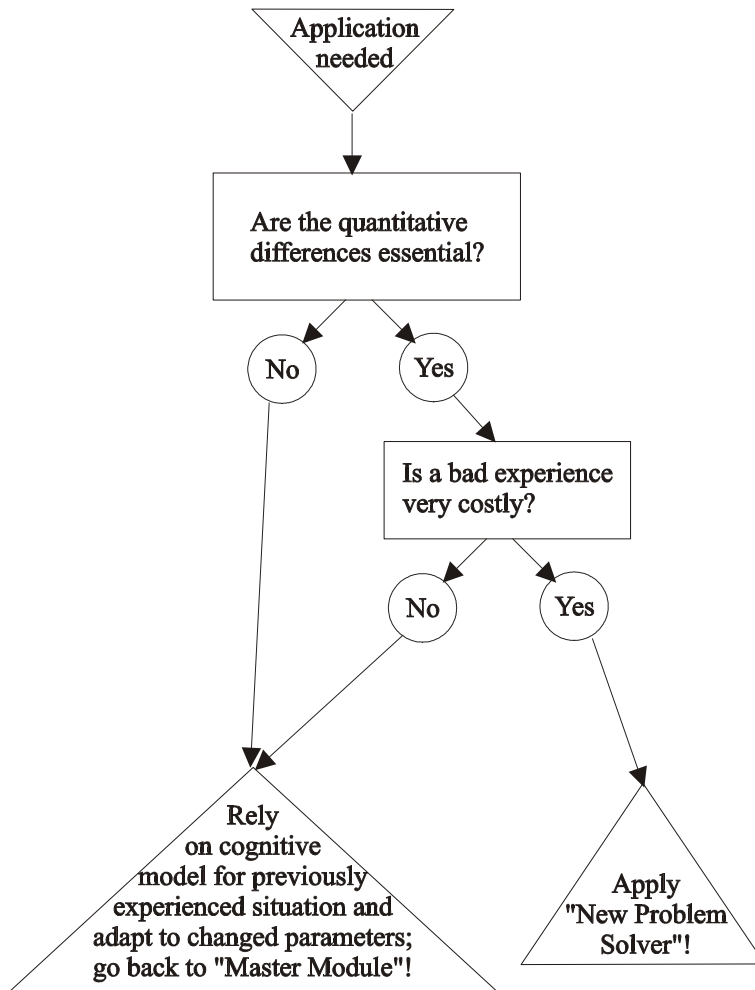 Application
needed
Are the quantitative
differences essential?
No
Yes
Is a bad experience
very costly?
No
Yes
Rely
on cognitive
model for previously
experienced situation and
adapt to changed parameters;
go back to "Master Module"!
Apply
"New Problem
Solver"!